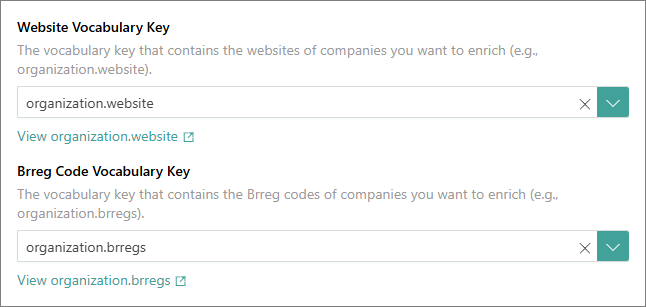 Website Vocabulary Key
The vocabulary key that contains the websites of companies you want to enrich (e.g.,
organization.website).
organization.website
View organization.website
Brreg Code Vocabulary Key
The vocabulary key that contains the Brreg codes of companies you want to enrich (e.g.,
organization.brregs).
organization.brregs
View organization.brregs